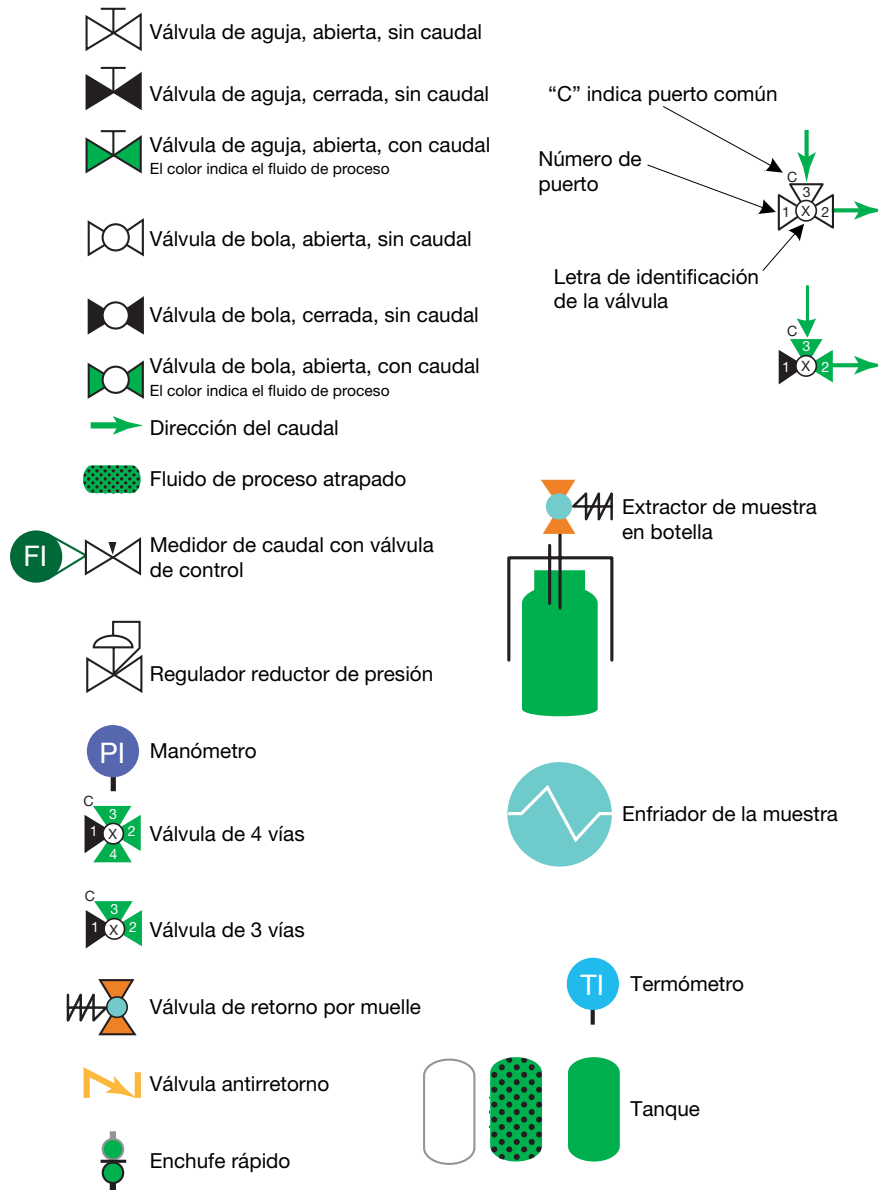 Válvula de aguja, abierta, sin caudal
Válvula de aguja, cerrada, sin caudal
Válvula de aguja, abierta, con caudal
El color indica el fluido de proceso
Válvula de bola, abierta, sin caudal
Válvula de bola, cerrada, sin caudal
Válvula de bola, abierta, con caudal
El color indica el fluido de proceso
Dirección del caudal
Fluido de proceso atrapado
FI
Medidor de caudal con válvula
de control
Regulador reductor de presión
PI
Manómetro
C
3
1 X 2
4
Válvula de 4 vías
C
3
1 X 2
Válvula de 3 vías
Válvula de retorno por muelle
Válvula antirretorno
Enchufe rápido
“C” indica puerto común
Número de
puerto
C
3
1 X 2
Letra de identificación
de la válvula
C
3
1 X 2
Extractor de muestra
en botella
Enfriador de la muestra
TI
Termómetro
Tanque